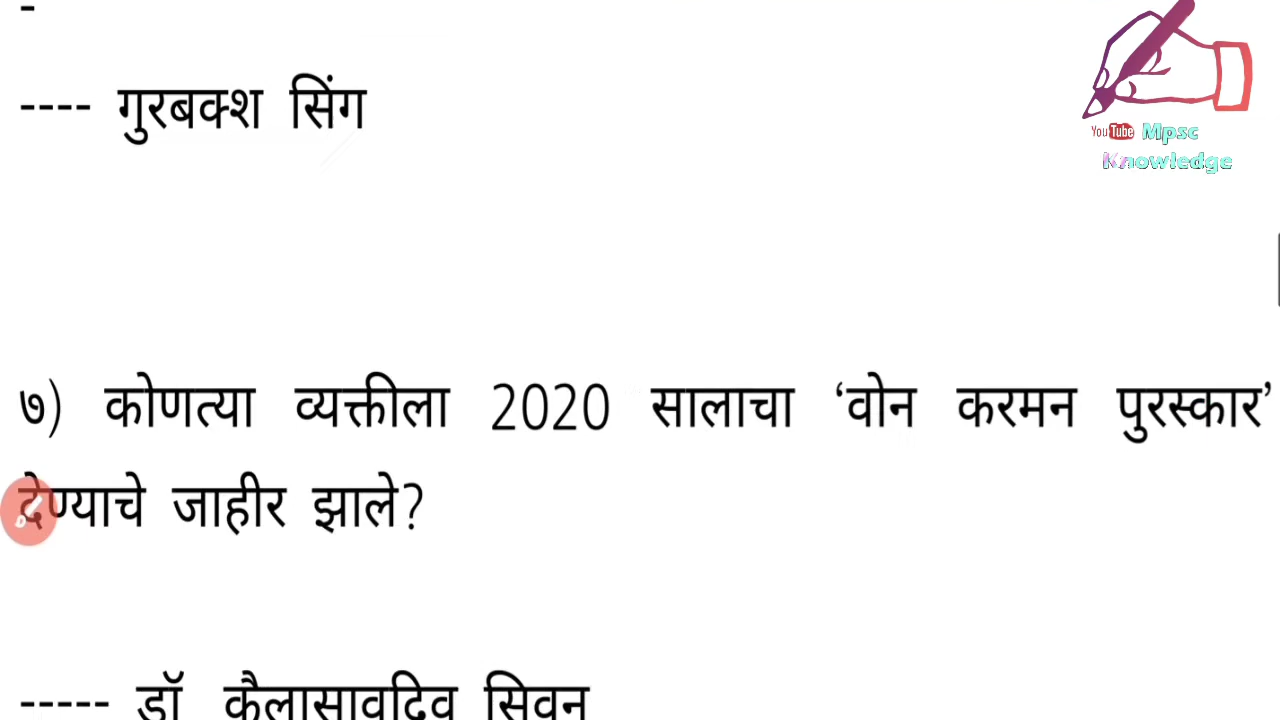 -
---- गुरबक्श सिंग
YouTube Mpsc
Knowledge
७) कोणत्या व्यक्तीला 2020 सालाचा ‘वोन करमन पुरस्कार’
देण्याचे जाहीर झाले?
----- डॉ कैलासावदिवू सिवन